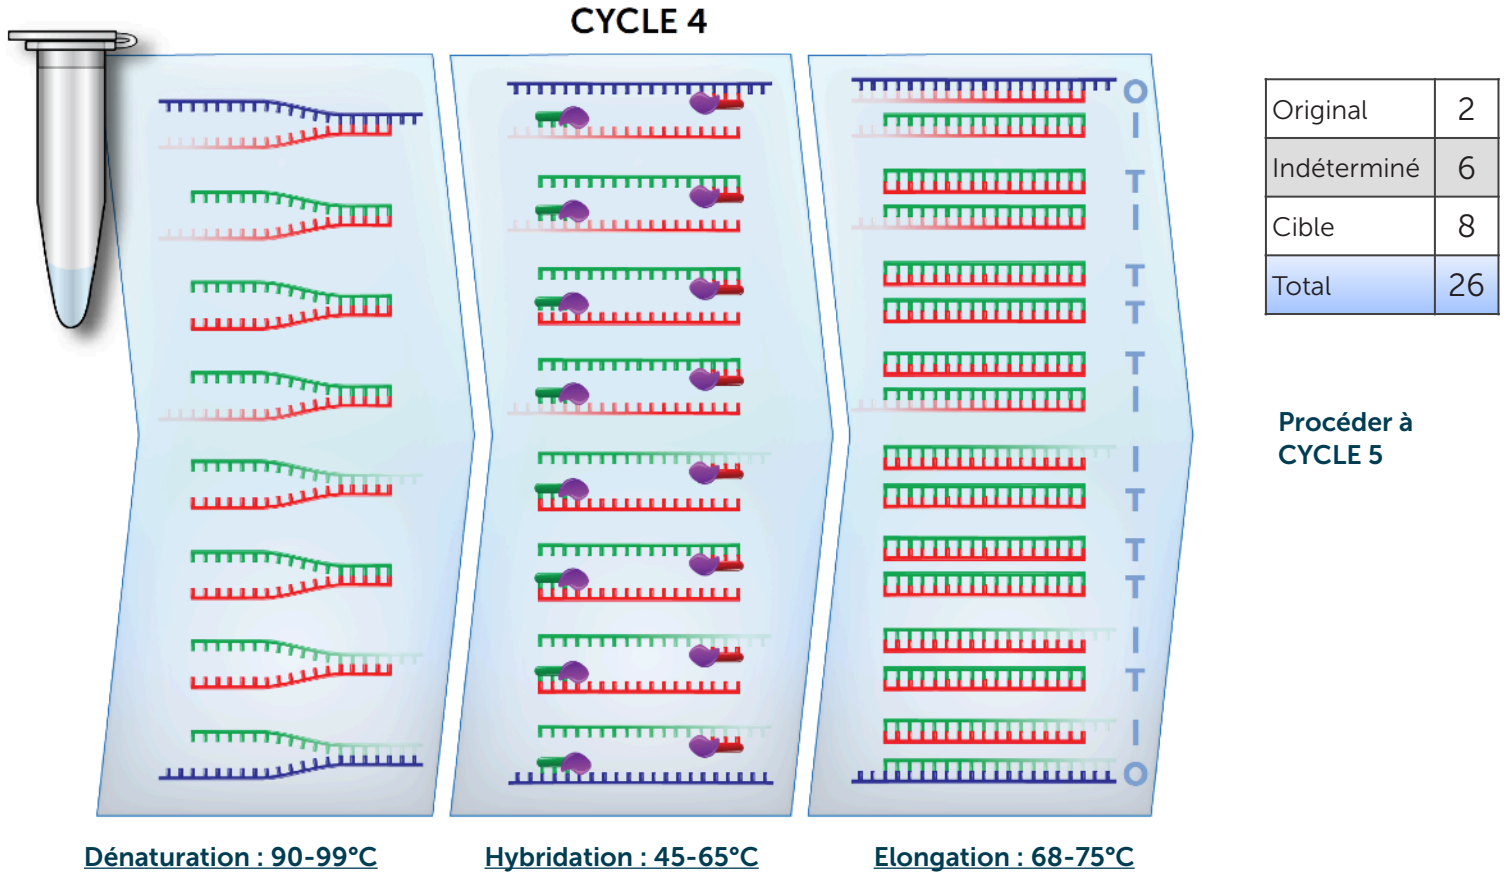 CYCLE 4
O
I
T
I
T
T
T
I
I
T
T
T
I
T
I
O
Original 2
Indéterminé 6
Cible 8
Total 26
Procéder à
CYCLE 5
Dénaturation : 90-99°C
Hybridation : 45-65°C
Elongation : 68-75°C